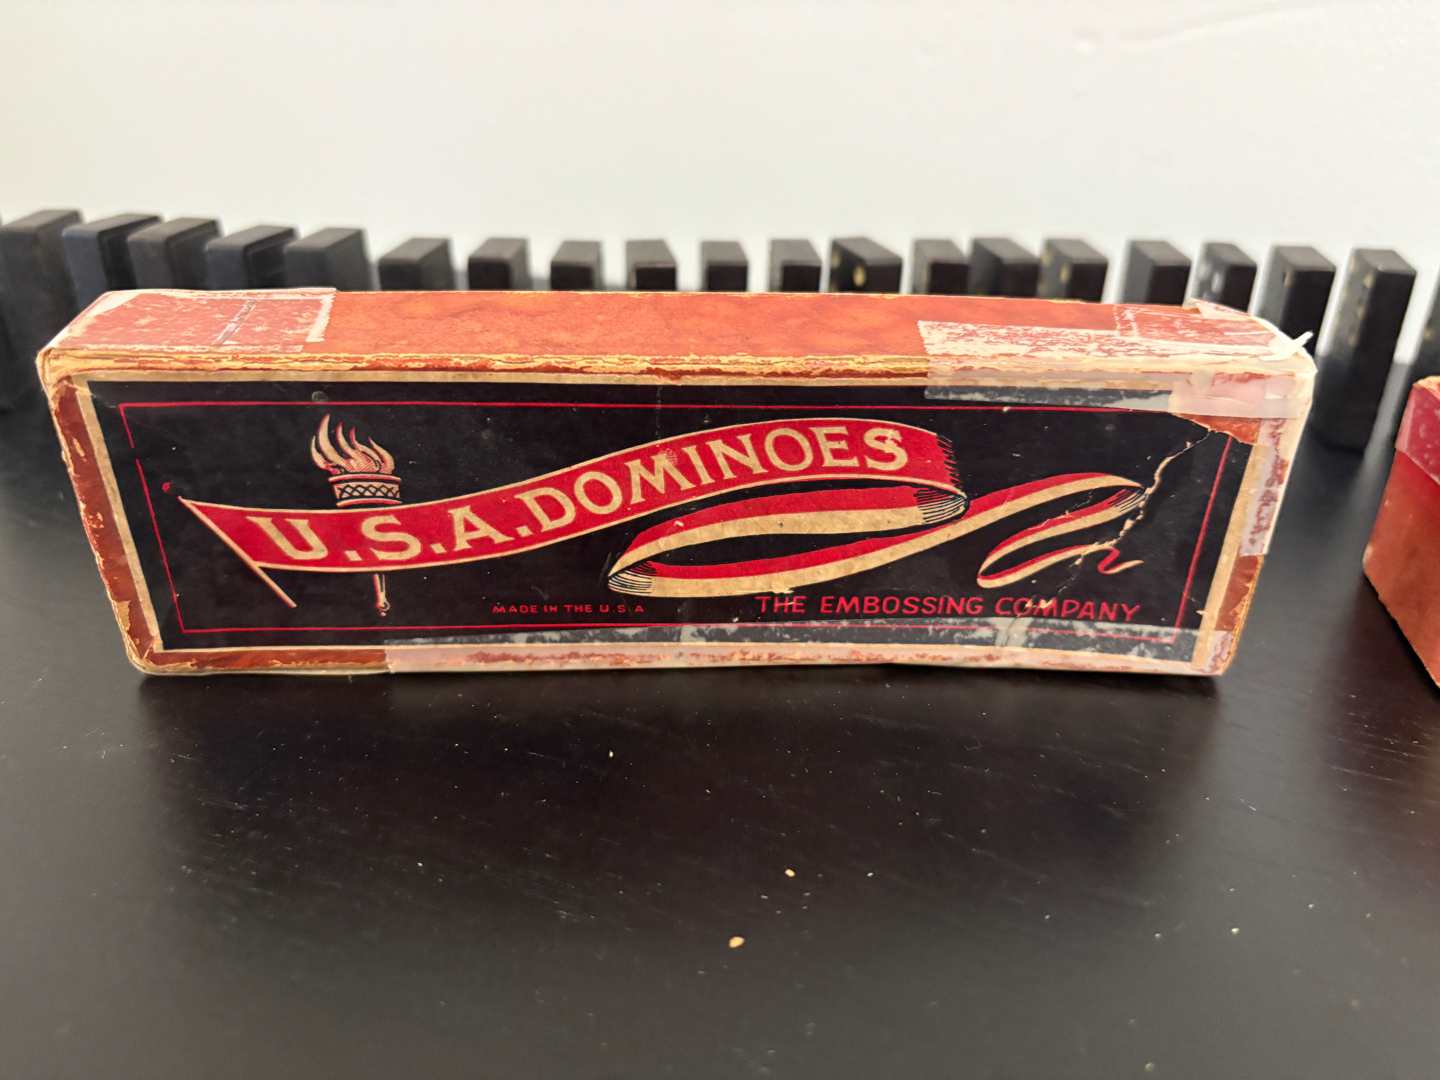 U.S.A. DOMINOES
MADE IN THE U.S.A
THE EMBOSSING COMPANY